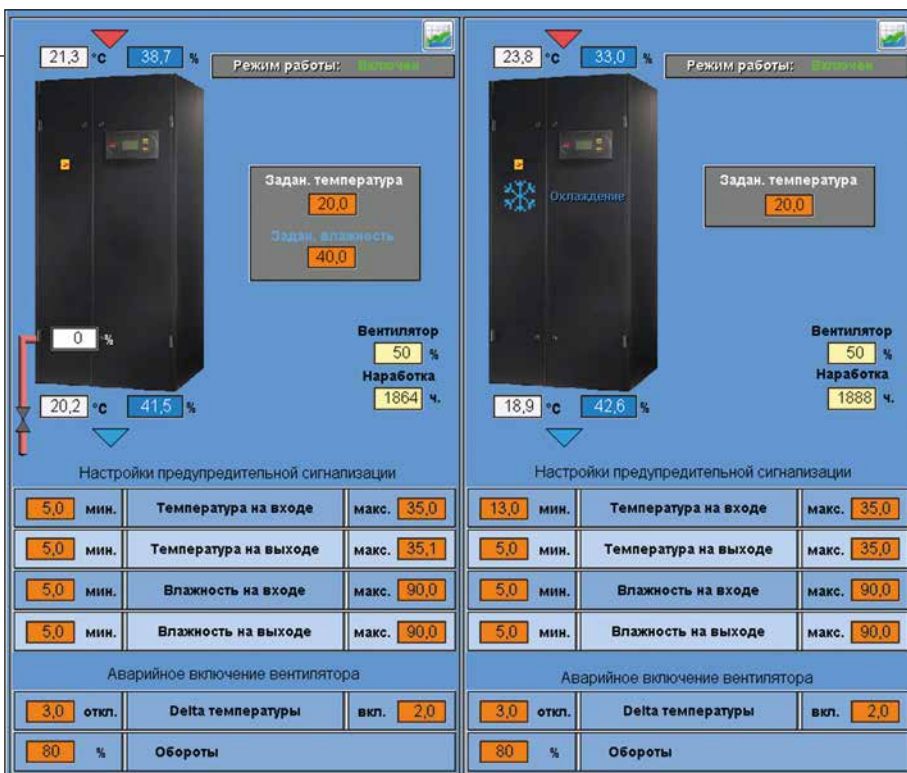 21,3 °C 38,7 %
Режим работы: Включен
Задан. температура
20,0
Задан. влажность
40,0
0 %
Вентилятор
50 %
Наработка
1864 ч.
20,2 °C 41,5 %
Настройки предупредительной сигнализации
5,0 мин. Температура на входе макс. 35,0
5,0 мин. Температура на выходе макс. 35,1
5,0 мин. Влажность на входе макс. 90,0
5,0 мин. Влажность на выходе макс. 90,0
Аварийное включение вентилятора
3,0 откл. Delta температуры вкл. 2,0
80 % Обороты
23,8 °C 33,0 %
Режим работы: Включен
Охлаждение
Задан. температура
20,0
Вентилятор
50 %
Наработка
1888 ч.
18,9 °C 42,6 %
Настройки предупредительной сигнализации
13,0 мин. Температура на входе макс. 35,0
5,0 мин. Температура на выходе макс. 35,0
5,0 мин. Влажность на входе макс. 90,0
5,0 мин. Влажность на выходе макс. 90,0
Аварийное включение вентилятора
3,0 откл. Delta температуры вкл. 2,0
80 % Обороты